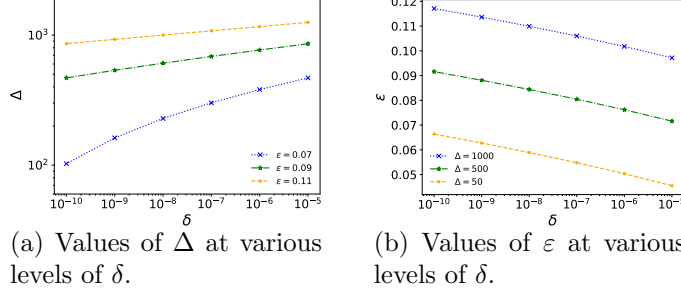 10³
10²
Δ
10⁻¹⁰ 10⁻⁹ 10⁻⁸ 10⁻⁷ 10⁻⁶ 10⁻⁵
δ
ε = 0.07
ε = 0.09
ε = 0.11
(a) Values of Δ at various
levels of δ.
0.12
0.11
0.10
0.09
0.08
0.07
0.06
0.05
ε
10⁻¹⁰ 10⁻⁹ 10⁻⁸ 10⁻⁷ 10⁻⁶
δ
Δ = 1000
Δ = 500
Δ = 50
(b) Values of ε at various
levels of δ.